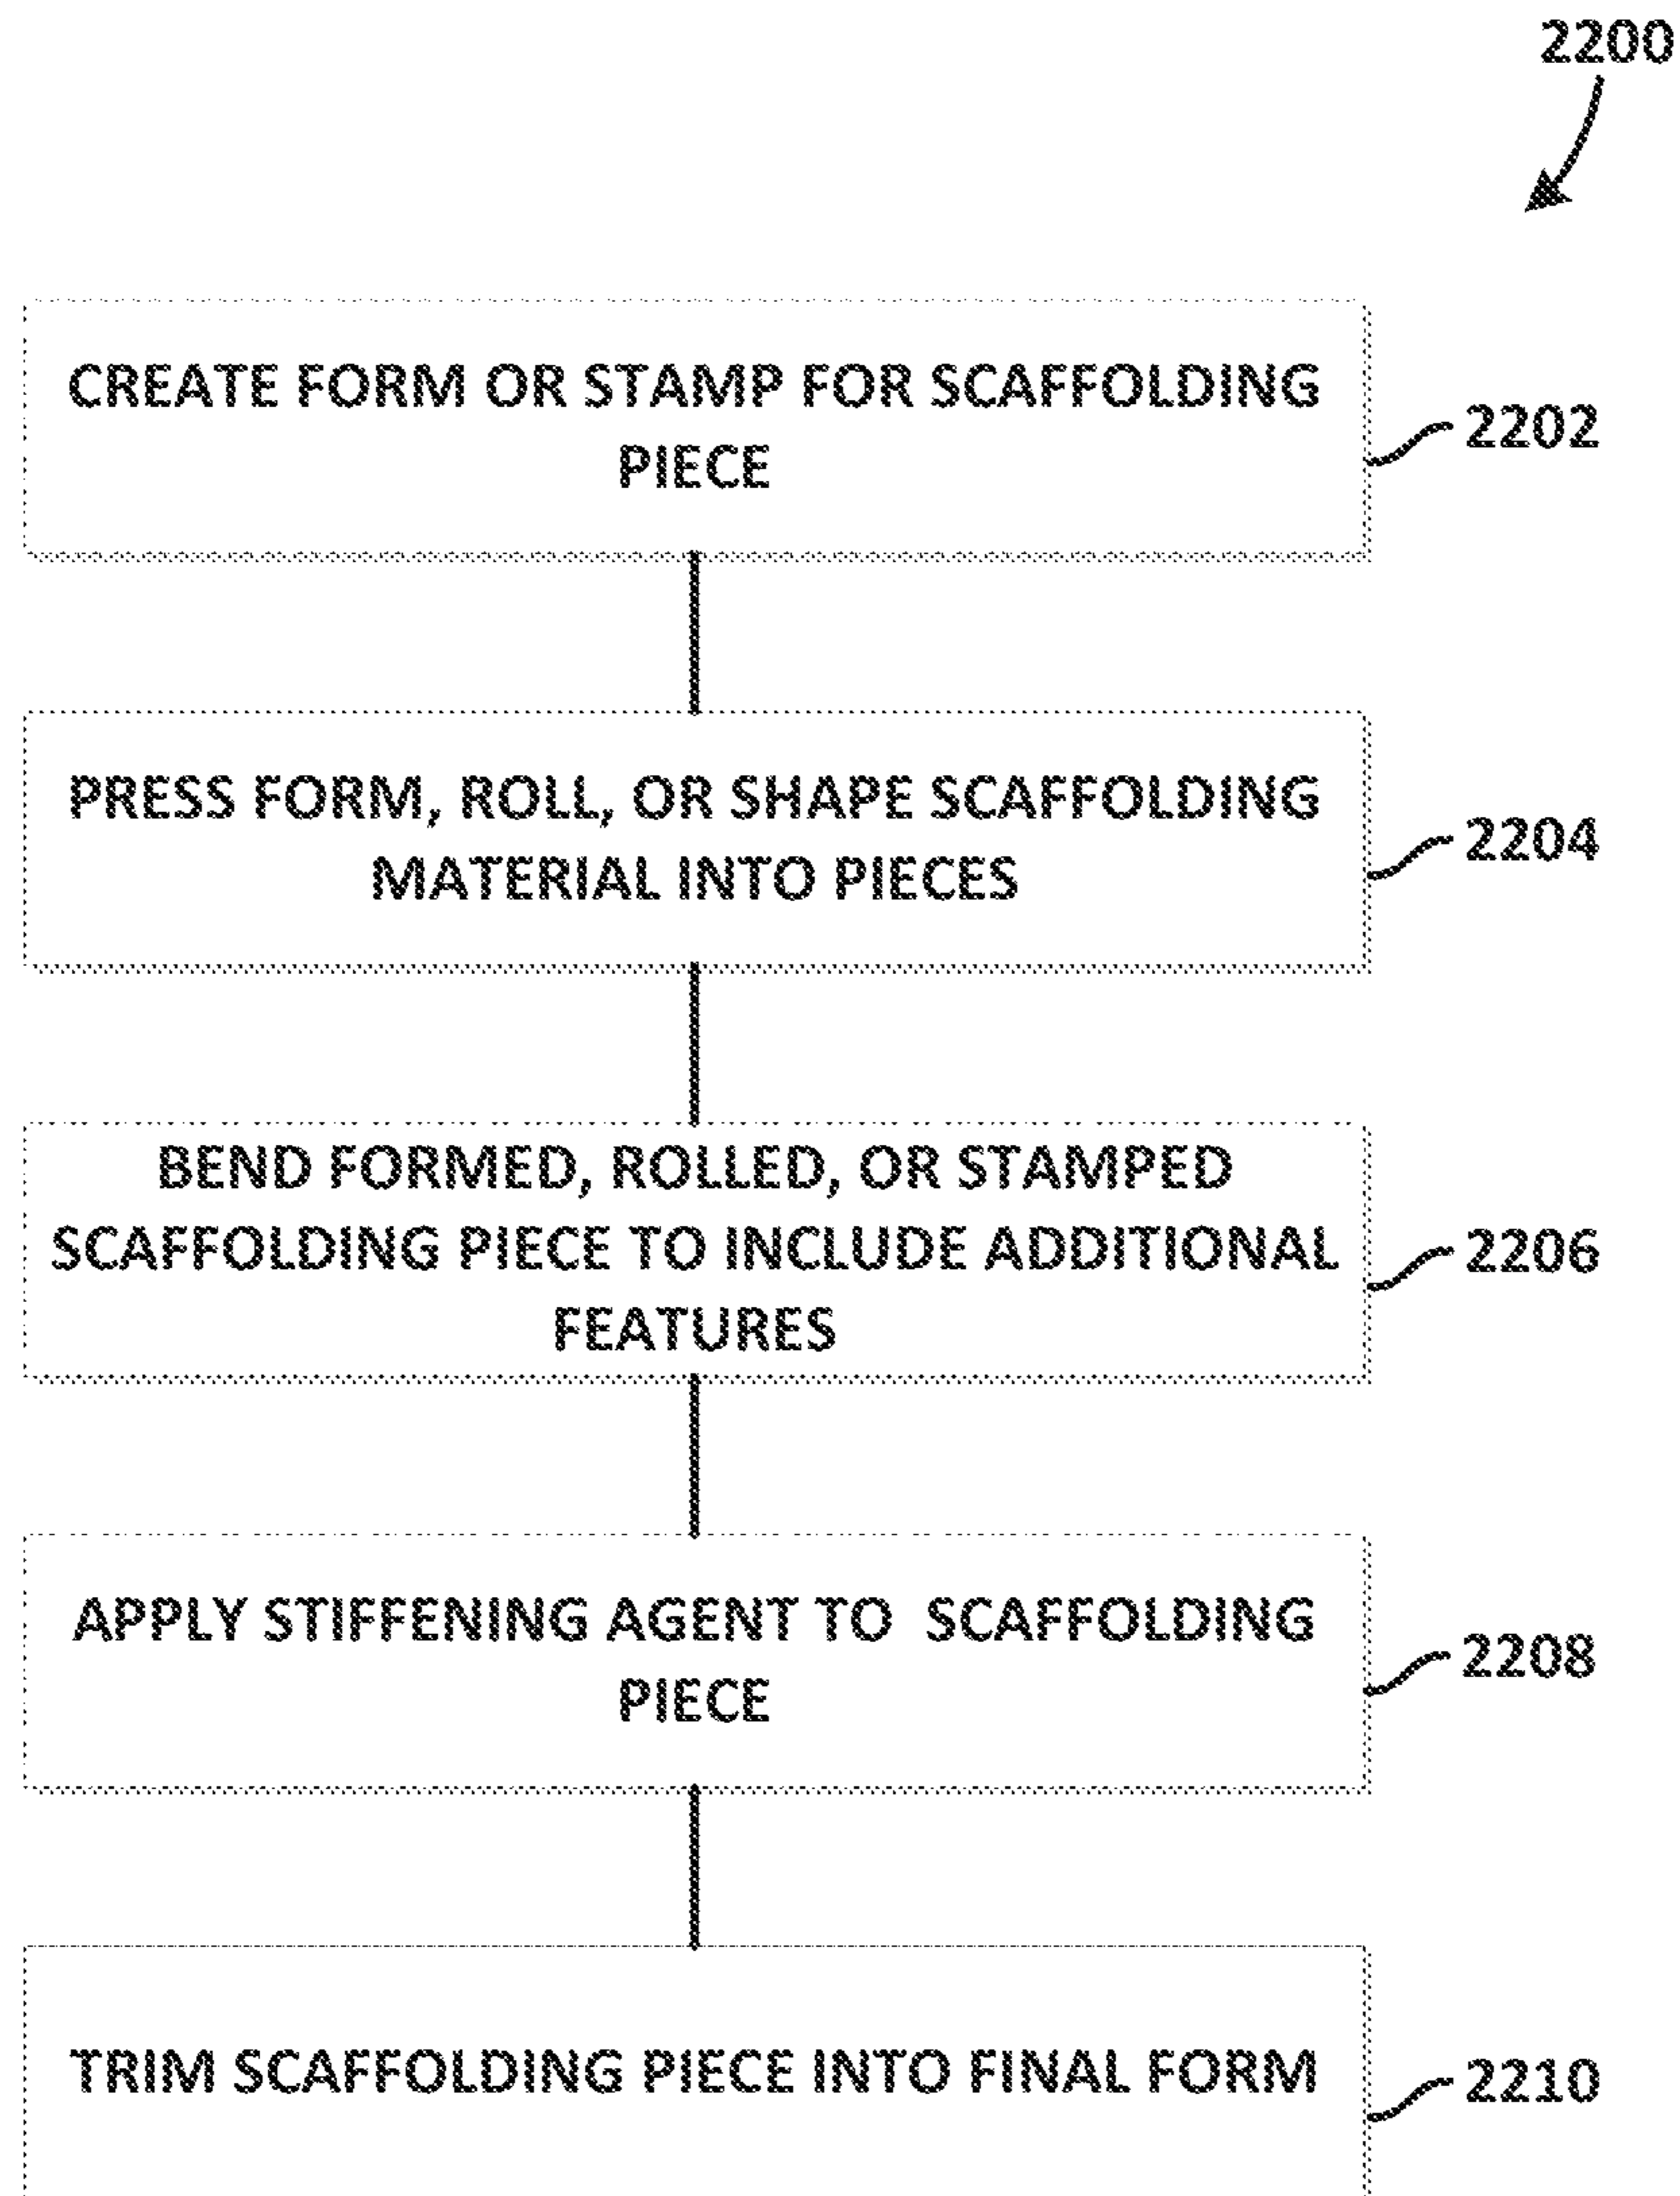 2200
CREATE FORM OR STAMP FOR SCAFFOLDING
PIECE
2202
PRESS FORM, ROLL, OR SHAPE SCAFFOLDING
MATERIAL INTO PIECES
2204
BEND FORMED, ROLLED, OR STAMPED
SCAFFOLDING PIECE TO INCLUDE ADDITIONAL
FEATURES
2206
APPLY STIFFENING AGENT TO SCAFFOLDING
PIECE
2208
TRIM SCAFFOLDING PIECE INTO FINAL FORM
2210